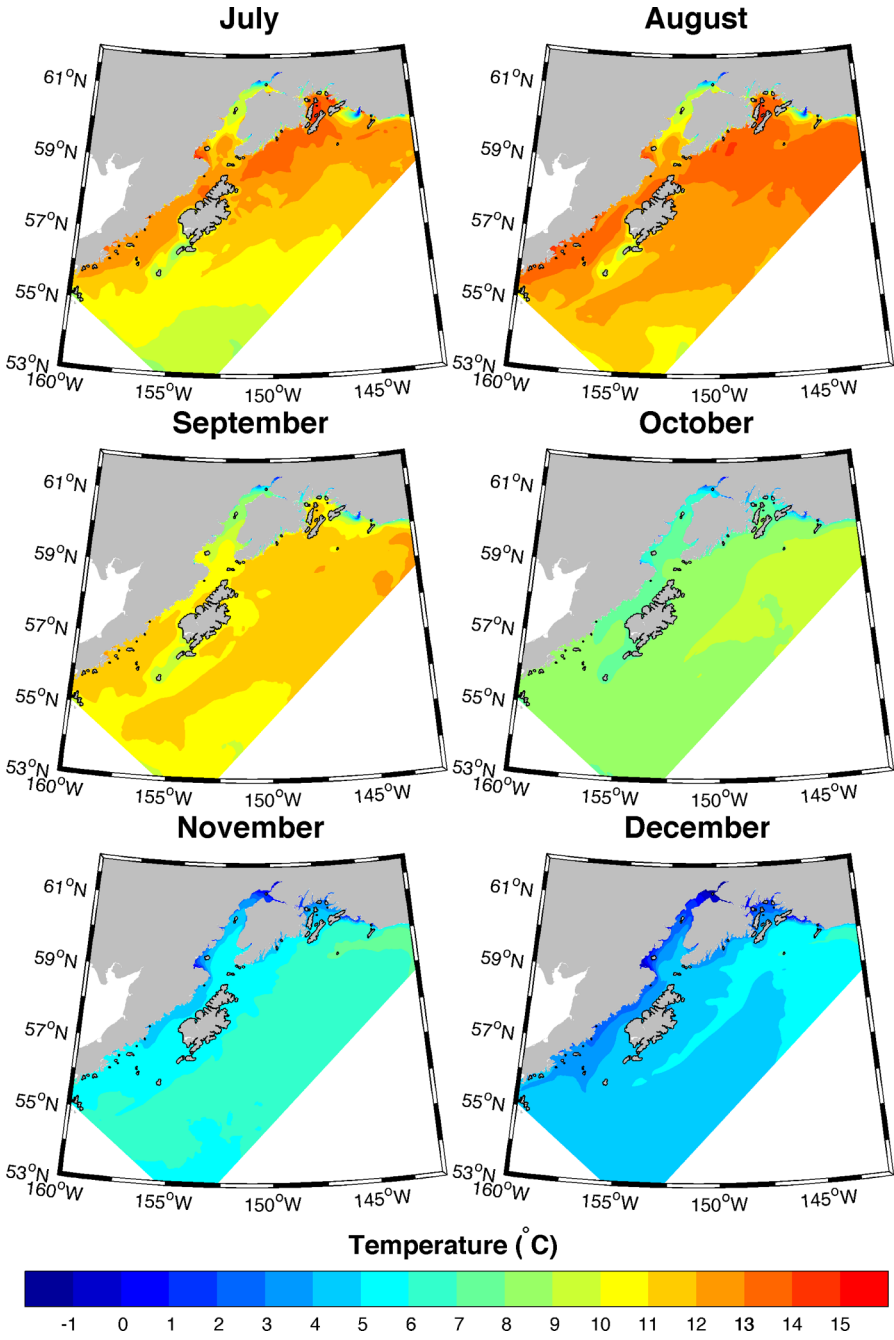 July August
61°N 61°N
59°N 59°N
57°N 57°N
55°N 55°N
53°N 53°N
160°W 155°W 150°W 145°W 160°W 155°W 150°W 145°W
September October
61°N 61°N
59°N 59°N
57°N 57°N
55°N 55°N
53°N 53°N
160°W 155°W 150°W 145°W 160°W 155°W 150°W 145°W
November December
61°N 61°N
59°N 59°N
57°N 57°N
55°N 55°N
53°N 53°N
160°W 155°W 150°W 145°W 160°W 155°W 150°W 145°W
Temperature (°C)
-1 0 1 2 3 4 5 6 7 8 9 10 11 12 13 14 15